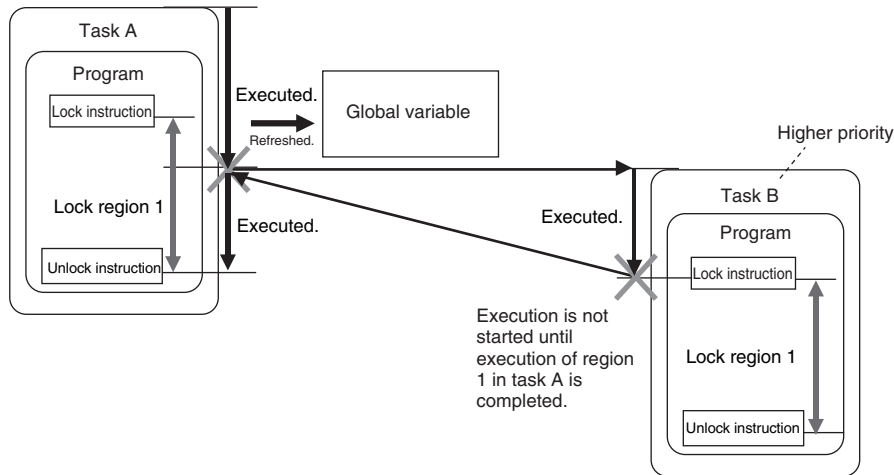 Task A
Program
Lock instruction
Lock region 1
Unlock instruction
Executed.
Refreshed.
Global variable
Executed.
Higher priority
Executed.
Task B
Program
Lock instruction
Lock region 1
Unlock instruction
Execution is not
started until
execution of region
1 in task A is
completed.